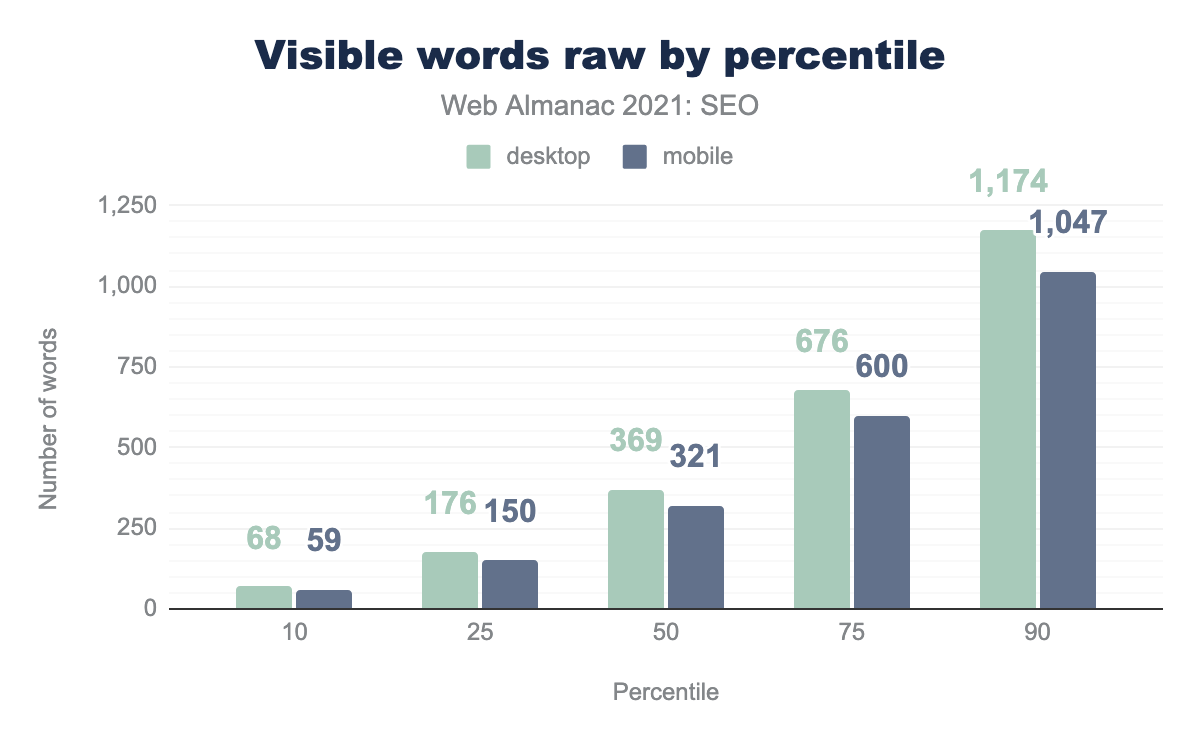 Visible words raw by percentile
Web Almanac 2021: SEO
desktop mobile
1,174
1,250
1,047
1,000
676
750
600
369
500
321
176
150
250
68
59
0
10 25 50 75 90
Number of words
Percentile